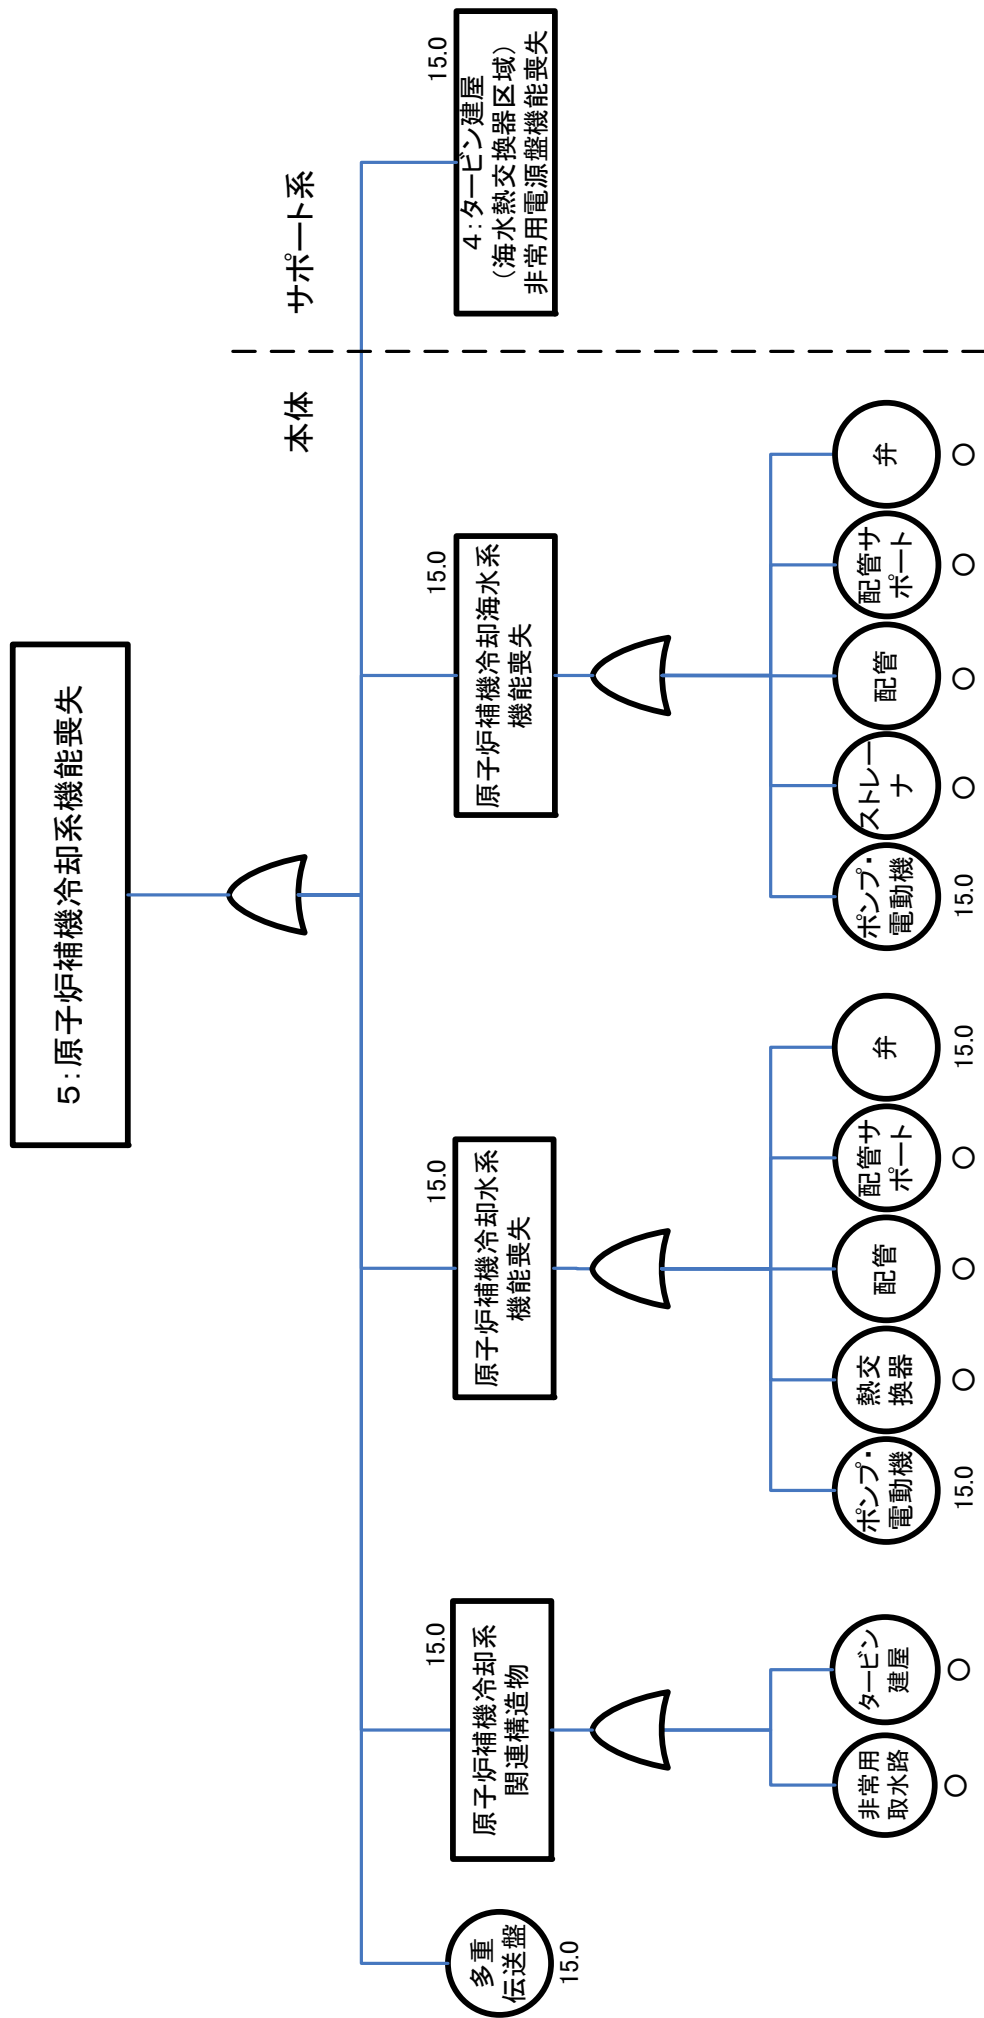 5:原子炉補機冷却系機能喪失
本体
サポート系
多重
伝送盤
15.0
15.0
原子炉補機冷却系
関連構造物
15.0
原子炉補機冷却水系
機能喪失
15.0
原子炉補機冷却海水系
機能喪失
15.0
4:タービン建屋
(海水熱交換器区域)
非常用電源盤機能喪失
非常用
取水路
○
タービン
建屋
○
ポンプ・
電動機
15.0
熱交
換器
○
配管
○
配管サ
ポート
○
弁
15.0
ポンプ・
電動機
15.0
ストレー
ナ
○
配管
○
配管サ
ポート
○
弁
○